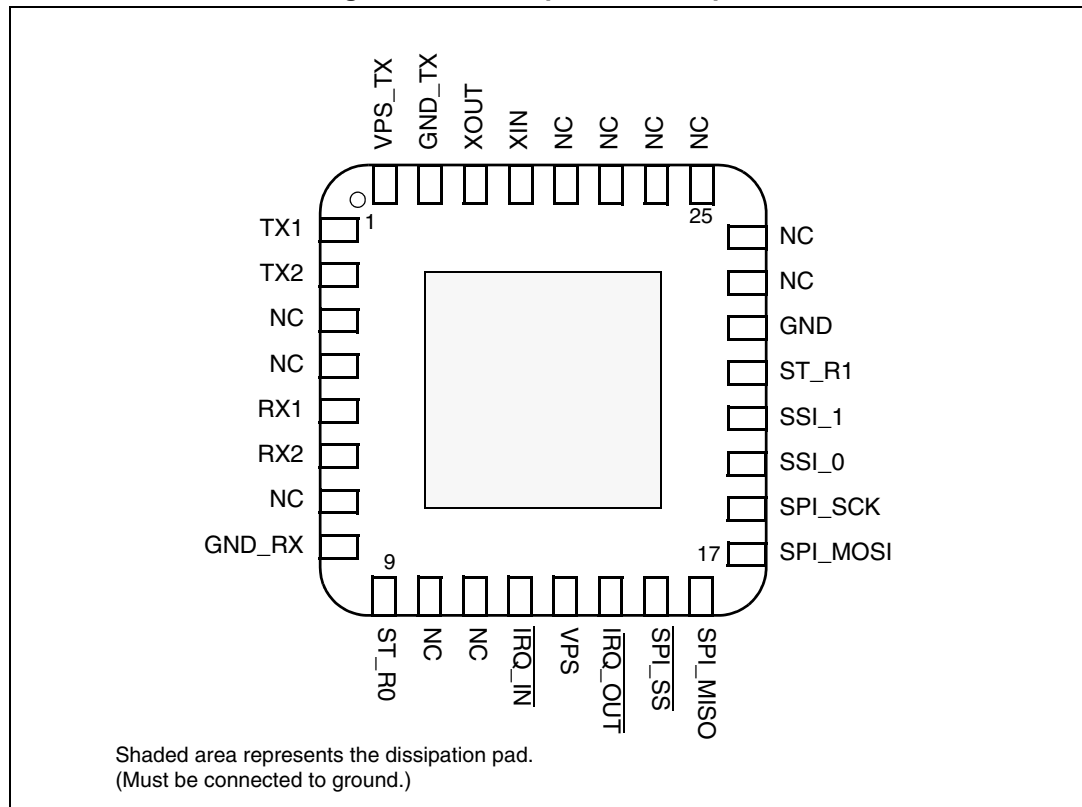 VPS_TX
GND_TX
XOUT
XIN
NC
NC
NC
NC
1
25
TX1
TX2
NC
NC
RX1
RX2
NC
GND_RX
NC
NC
GND
ST_R1
SSI_1
SSI_0
SPI_SCK
SPI_MOSI
9
17
ST_R0
NC
NC
IRQ_IN
VPS
IRQ_OUT
SPI_SS
SPI_MISO
Shaded area represents the dissipation pad.
(Must be connected to ground.)